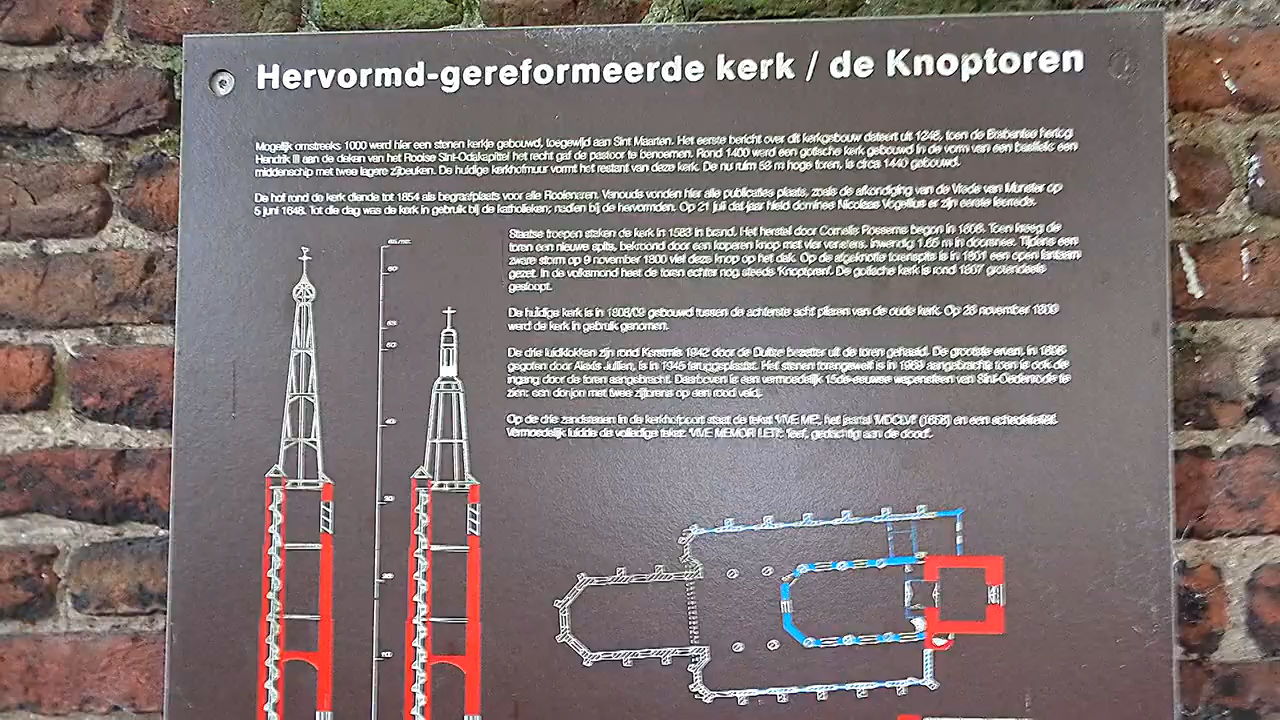 Hervormd-gereformeerde kerk / de Knoptoren
Mogelijk omstreeks 1000 werd hier een stenen kerkje gebouwd, toegewijd aan Sint Maarten. Het eerste bericht over dit kerkgebouw dateert uit 1248, toen de Brabantse hertog
Hendrik III aan de deken van het Rooise Sint-Odakapittel het recht gaf de pastoor te benoemen. Rond 1400 werd een gotische kerk gebouwd in de vorm van een basiliek: een
middenschip met twee lagere zijbeuken. De huidige kerkhofmuur vormt het restant van deze kerk. De nu ruim 58 m hoge toren, is circa 1440 gebouwd.
De hof rond de kerk diende tot 1854 als begraafplaats voor alle Rooienaren. Vanouds vonden hier alle publicaties plaats, zoals de afkondiging van de Vrede van Munster op
5 juni 1648. Tot die dag was de kerk in gebruik bij de katholieken; nadien bij de hervormden. Op 21 juli dat jaar hield dominee Nicolaas Vogellius er zijn eerste leerrede.
Staatse troepen staken de kerk in 1583 in brand. Het herstel door Cornelis Rossems begon in 1608. Toen kreeg de
toren een nieuwe spits, bekroond door een koperen knop met vier vensters, inwendig 1.65 m in doorsnee. Tijdens een
zware storm op 9 november 1800 viel deze knop op het dak. Op de afgeknotte torenspits is in 1801 een open lantaarn
gezet. In de volksmond heet de toren echter nog steeds 'Knoptoren'. De gotische kerk is rond 1807 grotendeels
gesloopt.
De huidige kerk is in 1808/09 gebouwd tussen de achterste acht pilaren van de oude kerk. Op 26 november 1809
werd de kerk in gebruik genomen.
De drie luidklokken zijn rond Kerstmis 1942 door de Duitse bezetter uit de toren gehaald. De grootste ervan, in 1898
gegoten door Alexis Jullien, is in 1945 teruggeplaatst. Het stenen torengewelf is in 1959 aangebracht toen is ook de
ingang door de toren aangebracht. Daarboven is een vermoedelijk 15de-eeuwse wapensteen van Sint-Oedenrode te
zien: een donjon met twee zijtorens op een rood veld.
Op de drie zandstenen in de kerkhofpoort staat de tekst 'VIVE ME', het jaartal 'MDCLVI' (1656) en een schedelreliëf.
Vermoedelijk luidde de volledige tekst: 'VIVE MEMOR LETI': 'leef, gedachtig aan de dood'.
60
50
40
30
20
10